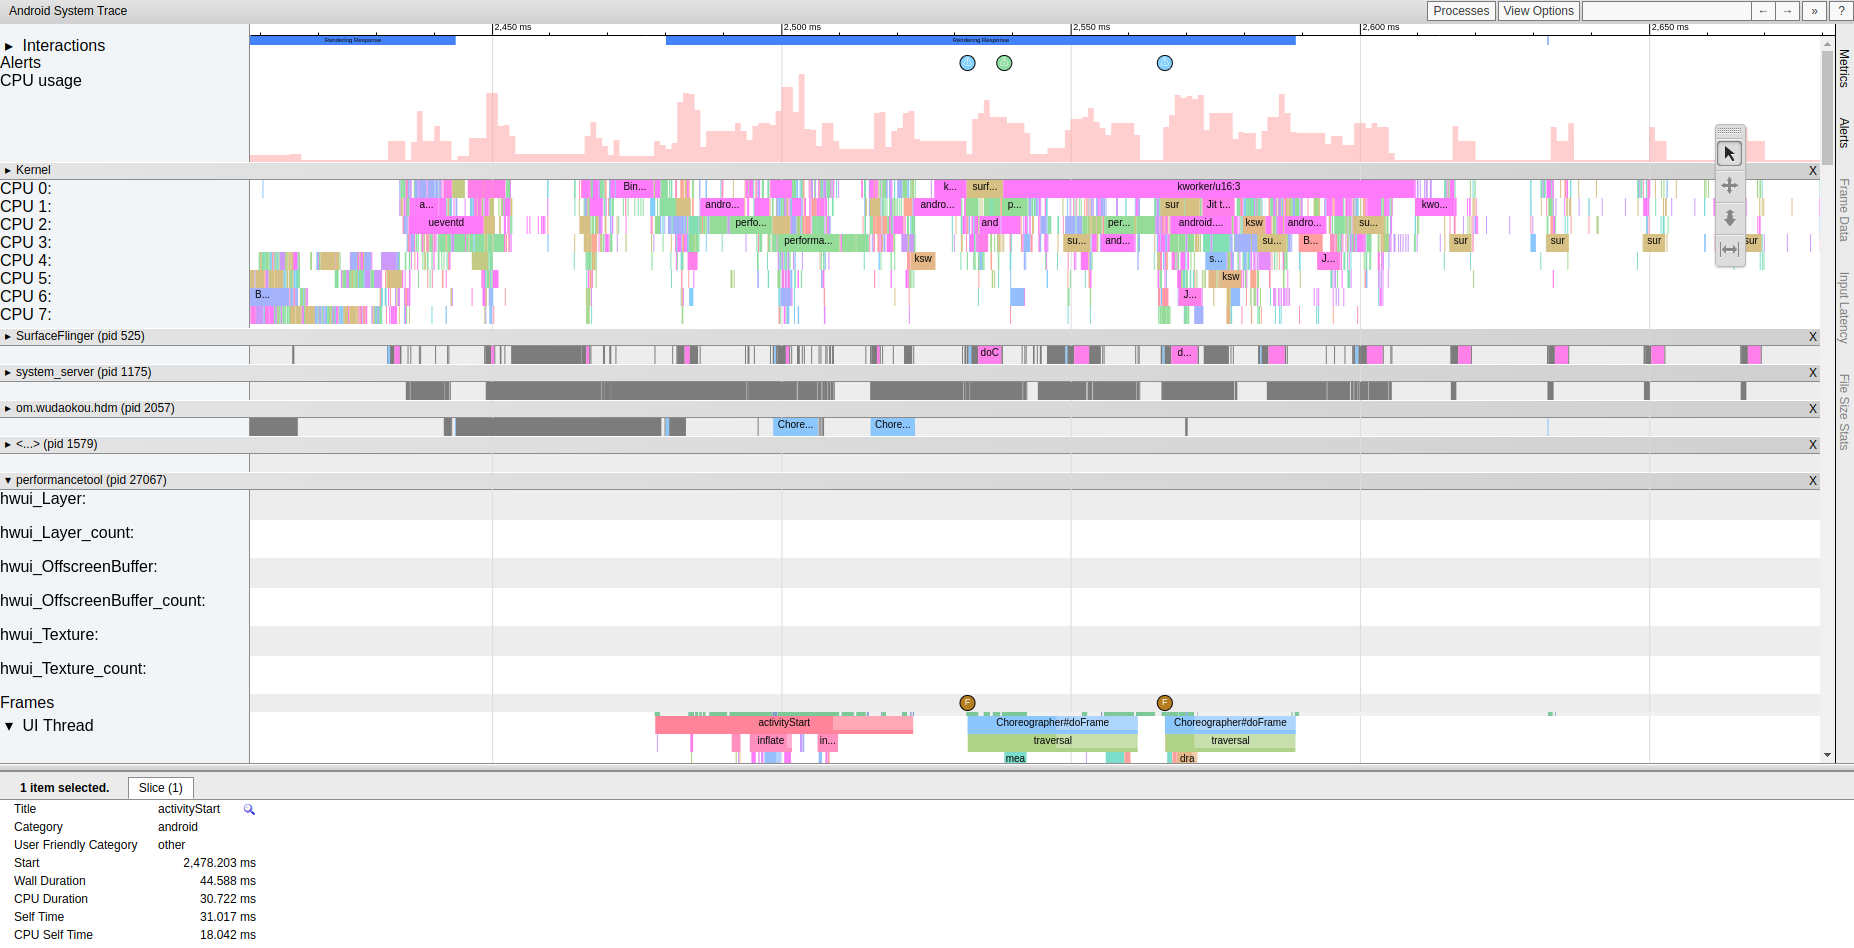 Android System Trace
Processes
View Options
←
→
»
?
2,450 ms
2,500 ms
2,550 ms
2,600 ms
2,650 ms
Interactions
Rendering Response
Rendering Response
Alerts
CPU usage
Kernel
X
CPU 0:
Bin...
k...
surf...
kworker/u16:3
CPU 1:
a...
andro...
andro...
p...
sur
Jit t...
kwo...
CPU 2:
ueventd
perfo...
and
per...
android....
ksw
andro...
su...
CPU 3:
performa...
su...
and...
su...
B...
sur
sur
sur
sur
CPU 4:
ksw
s...
J...
CPU 5:
ksw
CPU 6:
B...
J...
CPU 7:
SurfaceFlinger (pid 525)
X
doC
d...
system_server (pid 1175)
X
om.wudaokou.hdm (pid 2057)
X
Chore...
Chore...
<...> (pid 1579)
X
performancetool (pid 27067)
X
hwui_Layer:
hwui_Layer_count:
hwui_OffscreenBuffer:
hwui_OffscreenBuffer_count:
hwui_Texture:
hwui_Texture_count:
Frames
F
F
UI Thread
activityStart
Choreographer#doFrame
Choreographer#doFrame
inflate
in...
traversal
traversal
mea
dra
Metrics
Alerts
Frame Data
Input Latency
File Size Stats
1 item selected.
Slice (1)
Title activityStart
Category android
User Friendly Category other
Start 2,478.203 ms
Wall Duration 44.588 ms
CPU Duration 30.722 ms
Self Time 31.017 ms
CPU Self Time 18.042 ms